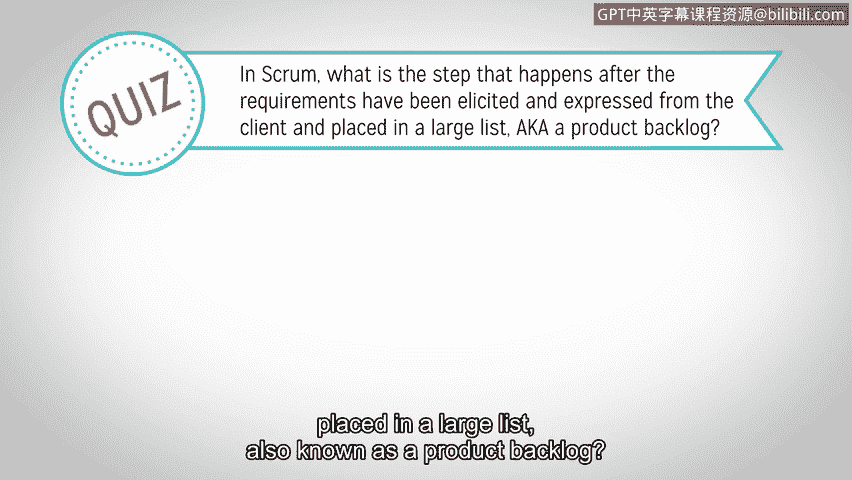 GPT中英字幕课程资源@bilibili.com
QUIZ
In Scrum, what is the step that happens after the
requirements have been elicited and expressed from the
client and placed in a large list, AKA a product backlog?
placed in a large list,
also known as a product backlog?